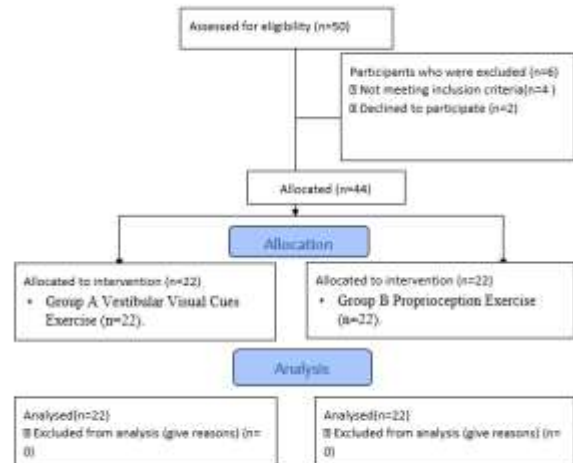 Assessed for eligibility (n=50)
Participants who were excluded (n=6)
⍰ Not meeting inclusion criteria(n=4 )
⍰ Declined to participate (n=2)
Allocated (n=44)
Allocation
Allocated to intervention (n=22)
• Group A Vestibular Visual Cues
Exercise (n=22).
Allocated to intervention (n=22)
• Group B Proprioception Exercise
(n=22).
Analysis
Analysed(n=22)
⍰ Excluded from analysis (give reasons) (n=
0)
Analysed(n=22)
⍰ Excluded from analysis (give reasons) (n=
0)